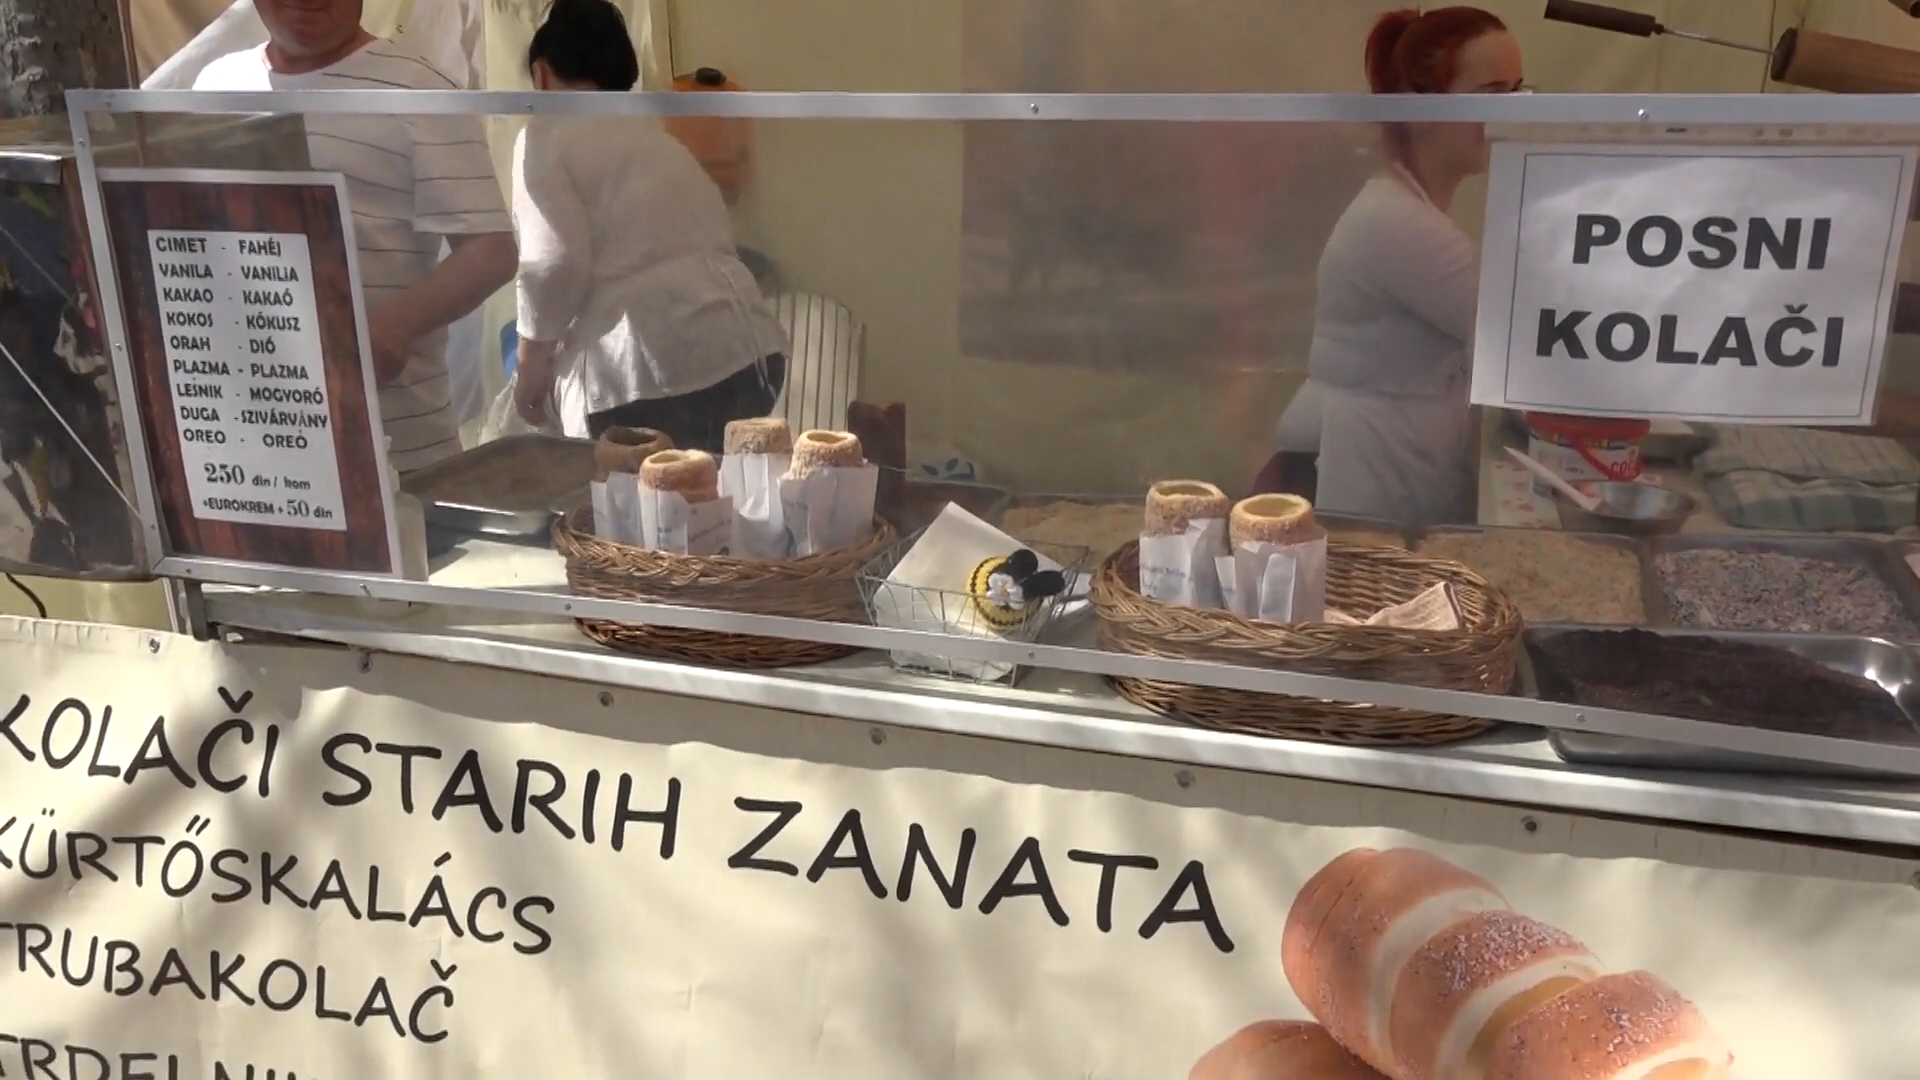 CIMET - FAHÉJ
VANILA - VANILIA
KAKAO - KAKAÓ
KOKOS - KÓKUSZ
ORAH - DIÓ
PLAZMA - PLAZMA
LEŠNIK - MOGYORÓ
DUGA - SZIVÁRVÁNY
OREO - OREÓ
250 din / kom
+EUROKREM + 50 din
POSNI
KOLAČI
KOLAČI STARIH ZANATA
KÜRTŐSKALÁCS
TRUBAKOLAČ